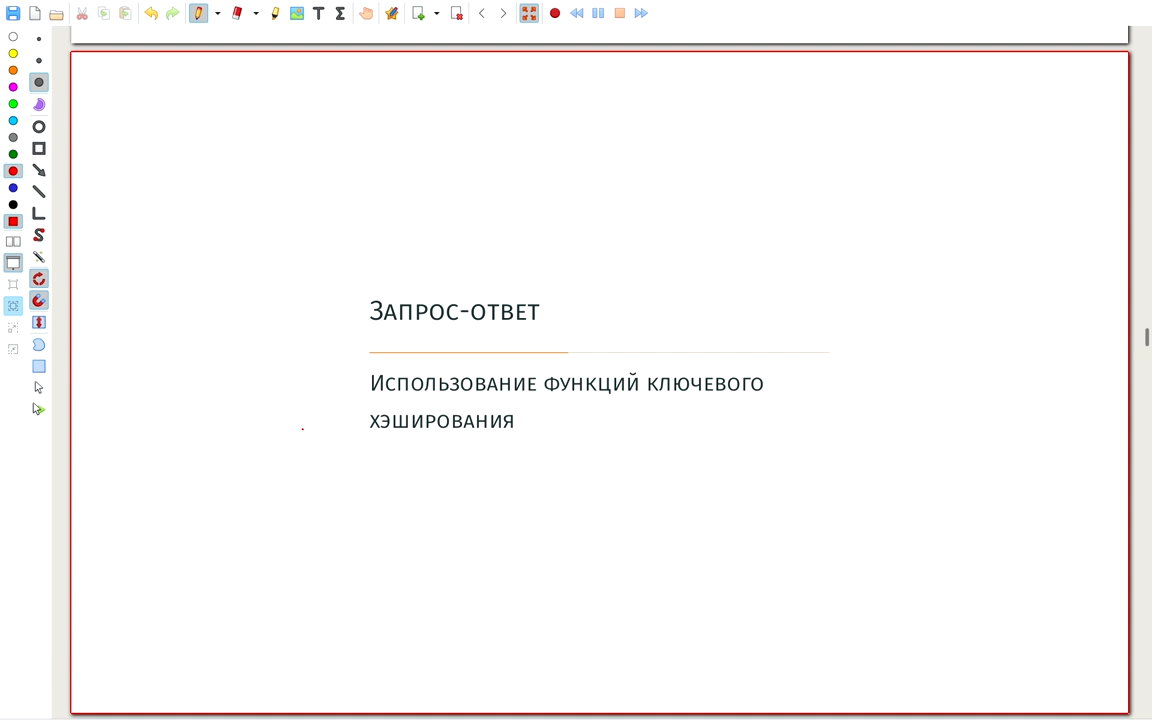 Запрос-ответ
Использование функций ключевого
хэширования